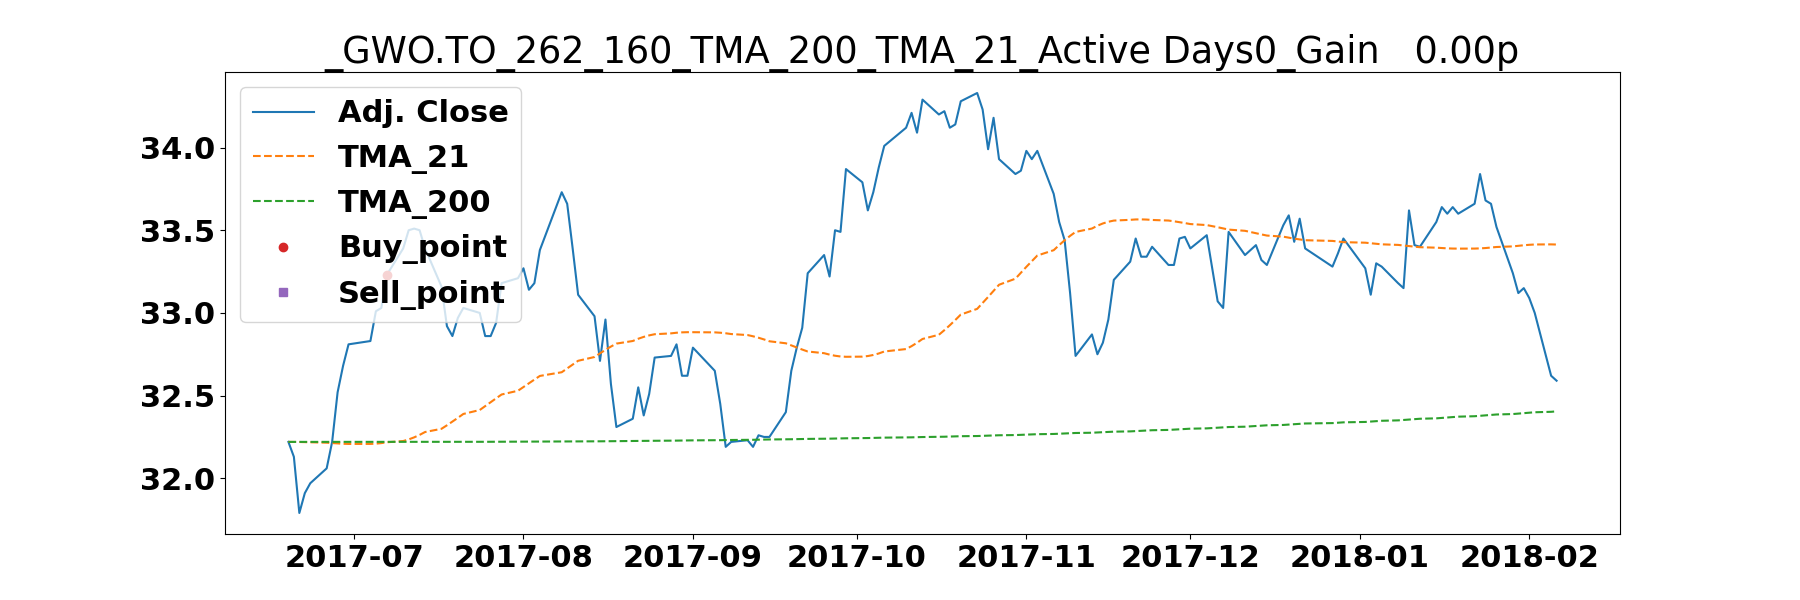 _GWO.TO_262_160_TMA_200_TMA_21_Active Days0_Gain   0.00p
Adj. Close
TMA_21
TMA_200
Buy_point
Sell_point
34.0
33.5
33.0
32.5
32.0
2017-07 2017-08 2017-09 2017-10 2017-11 2017-12 2018-01 2018-02